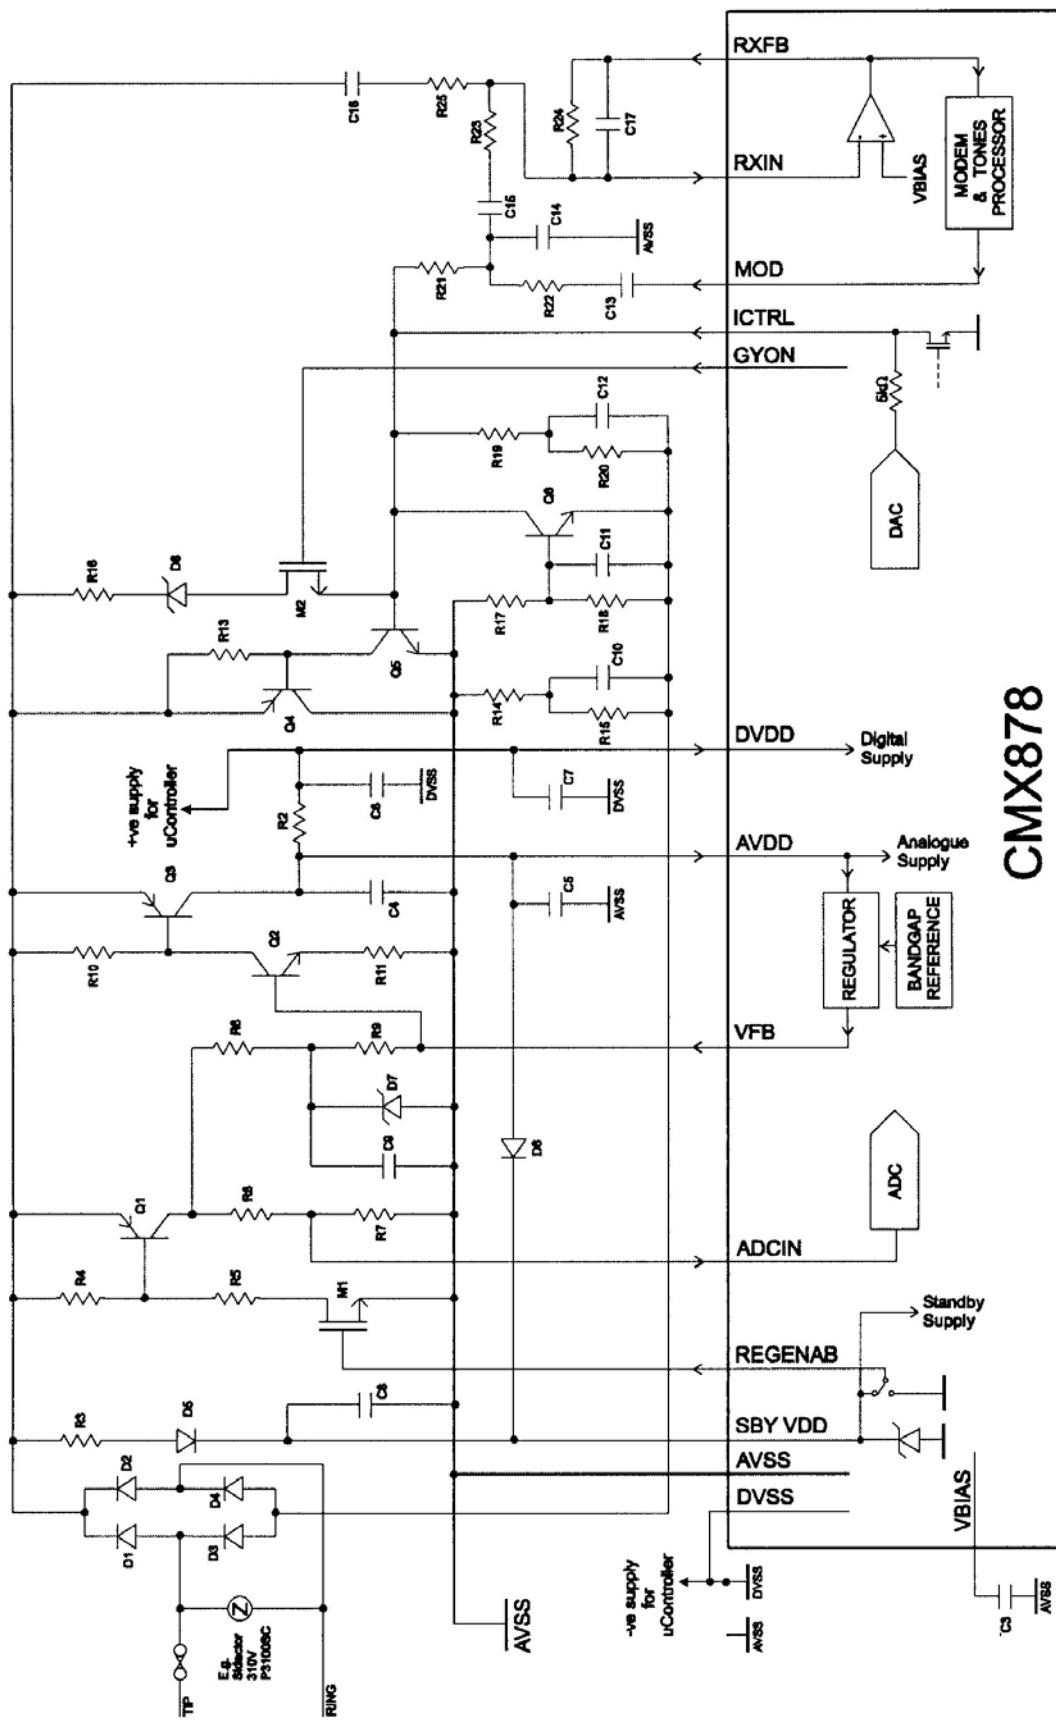 RXFB
C16
R25
R23
R24
C17
RXIN
VBIAS
MODEM
& TONES
PROCESSOR
C15
C14
AVSS
R21
R22
C13
MOD
ICTRL
GYON
5kΩ
DAC
C12
R19
R20
Q6
C11
R17
R18
R16
D8
M2
R13
Q5
Q4
C10
R14
R15
DVDD
Digital
Supply
+ve supply
for
uController
R2
C6
DVSS
C7
DVSS
Q3
C4
AVDD
Analogue
Supply
C5
AVSS
R10
Q2
R11
REGULATOR
BANDGAP
REFERENCE
VFB
R8
R9
D7
C9
D6
Q1
R6
R7
ADC
ADCIN
R4
R5
M1
Standby
Supply
REGENAB
R3
D5
C8
SBY VDD
AVSS
DVSS
D2
D4
D1
D3
VBIAS
CMX878
-ve supply
for
uController
DVSS
AVSS
C3
AVSS
AVSS
Z
E.g.
Sidactor
310V
P3100SC
TIP
RING